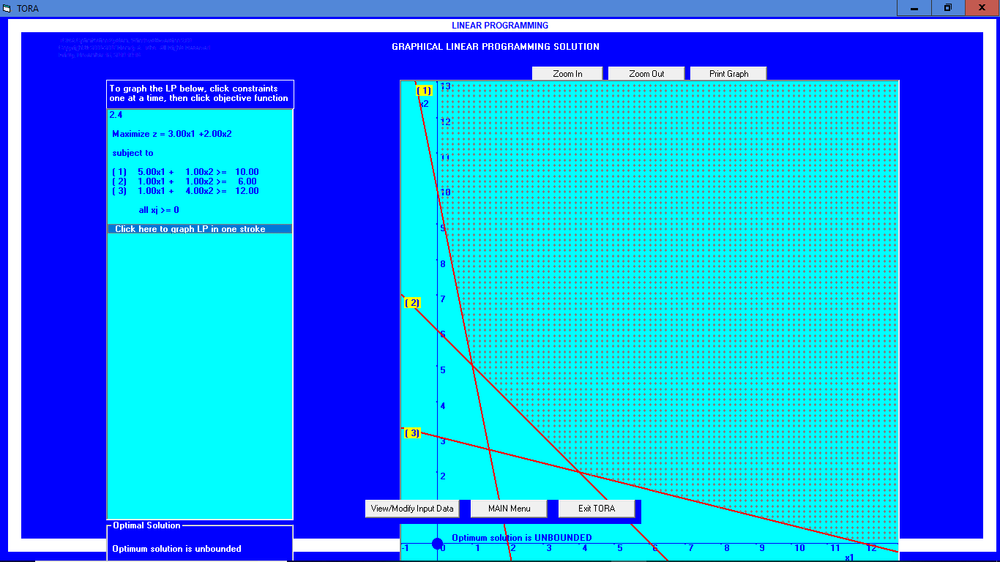 TORA
LINEAR PROGRAMMING
GRAPHICAL LINEAR PROGRAMMING SOLUTION
Zoom In
Zoom Out
Print Graph
To graph the LP below, click constraints
one at a time, then click objective function
2.4
Maximize z = 3.00x1 +2.00x2
subject to
( 1) 5.00x1 + 1.00x2 >= 10.00
( 2) 1.00x1 + 1.00x2 >= 6.00
( 3) 1.00x1 + 4.00x2 >= 12.00
all xj >= 0
Click here to graph LP in one stroke
( 1)
13
x2
12
11
10
9
8
7
( 2)
6
5
4
( 3)
3
2
View/Modify Input Data
MAIN Menu
Exit TORA
Optimal Solution
Optimum solution is unbounded
Optimum solution is UNBOUNDED
-1 0 1 2 3 4 5 6 7 8 9 10 11 12
x1